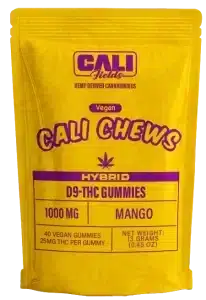 CALI
fields
HEMP DERIVED CANNABINOIDS
Vegan
CALI CHEWS
HYBRID
D9-THC GUMMIES
1000 MG
MANGO
40 VEGAN GUMMIES
25MG THC PER GUMMY
NET WEIGHT: